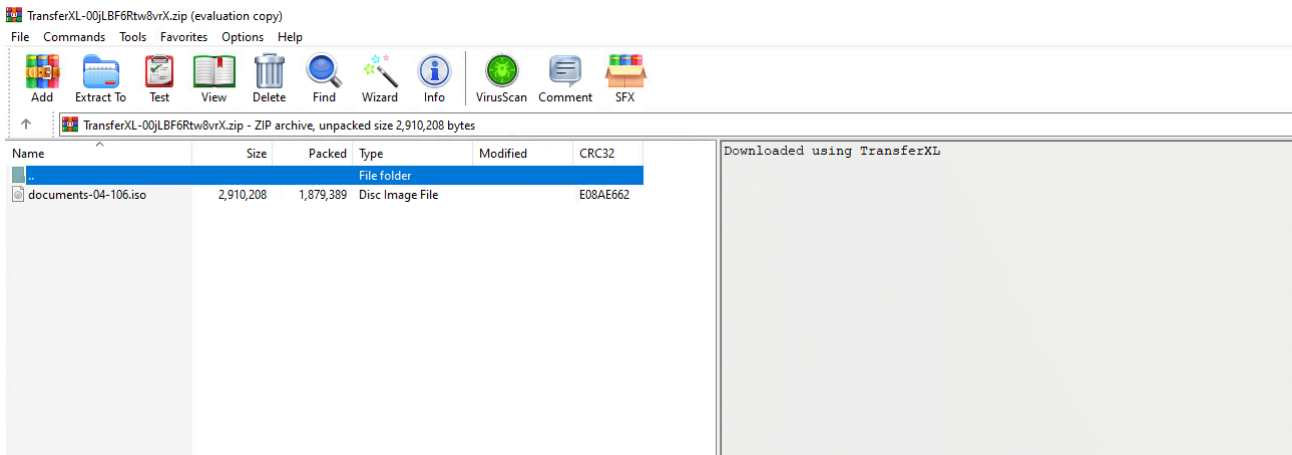 TransferXL-00jLBF6Rtw8vrX.zip (evaluation copy)
File Commands Tools Favorites Options Help
Add Extract To Test View Delete Find Wizard Info VirusScan Comment SFX
TransferXL-00jLBF6Rtw8vrX.zip - ZIP archive, unpacked size 2,910,208 bytes
Name Size Packed Type Modified CRC32
.. File folder
documents-04-106.iso 2,910,208 1,879,389 Disc Image File E08AE662
Downloaded using TransferXL